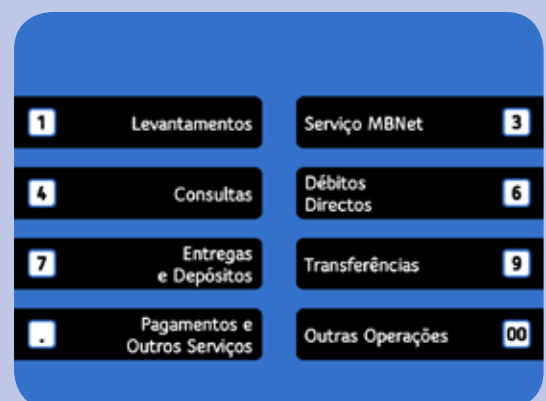 1 Levantamentos
Serviço MBNet 3
4 Consultas
Débitos
Directos 6
7 Entregas
e Depósitos
Transferências 9
. Pagamentos e
Outros Serviços
Outras Operações 00